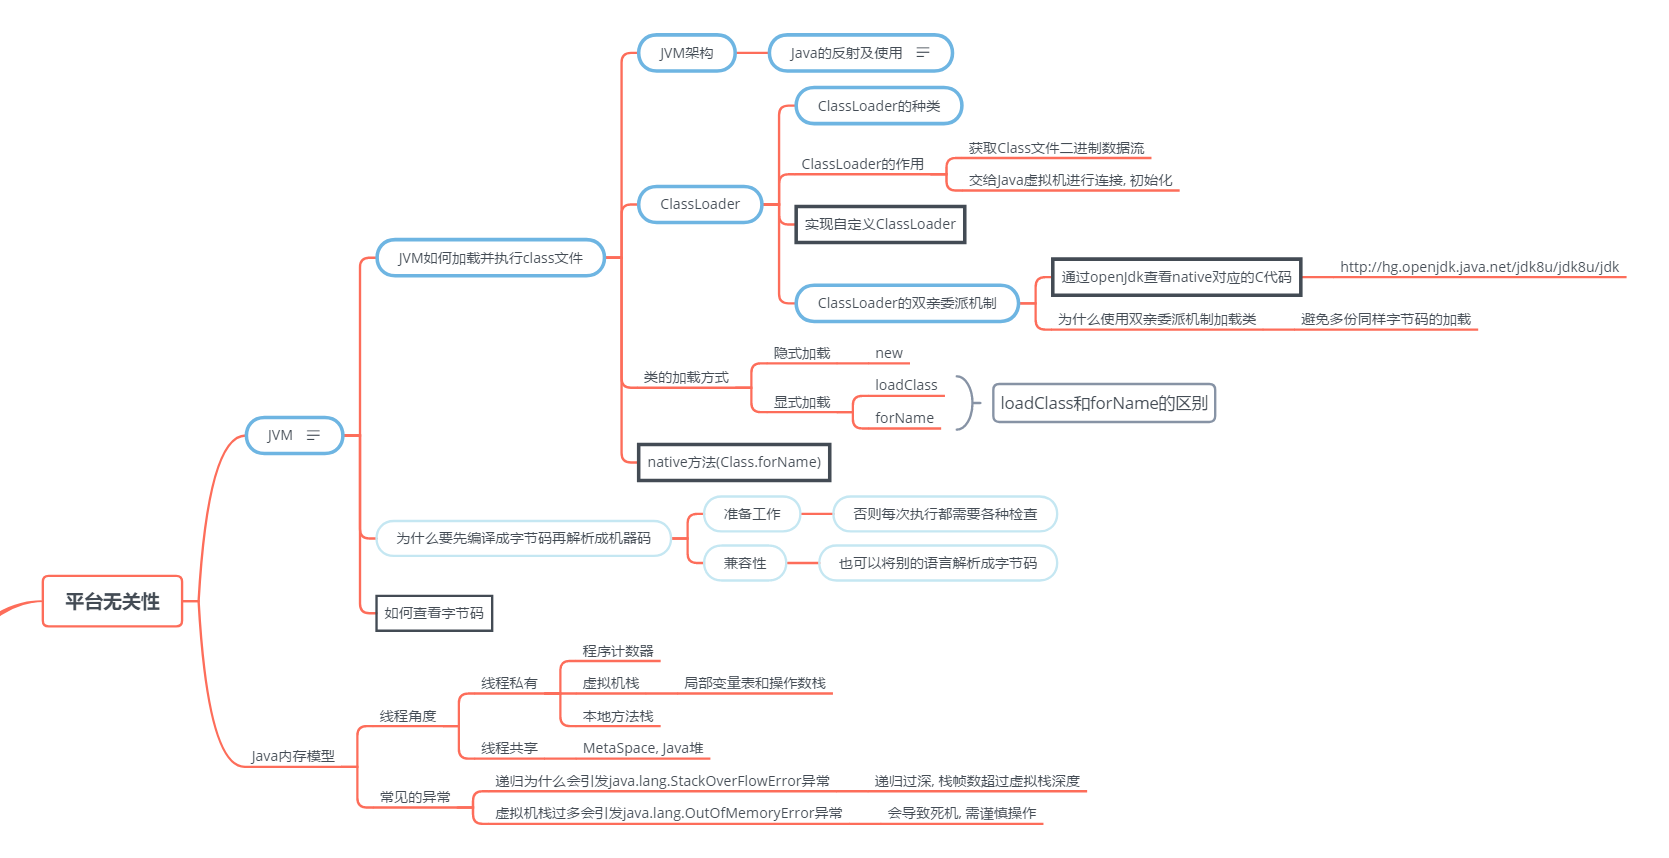 JVM架构
Java的反射及使用
ClassLoader的种类
获取Class文件二进制数据流
ClassLoader的作用
交给Java虚拟机进行连接, 初始化
ClassLoader
实现自定义ClassLoader
JVM如何加载并执行class文件
通过openJdk查看native对应的C代码
http://hg.openjdk.java.net/jdk8u/jdk8u/jdk
ClassLoader的双亲委派机制
为什么使用双亲委派机制加载类
避免多份同样字节码的加载
隐式加载
new
类的加载方式
loadClass
显式加载
loadClass和forName的区别
forName
JVM
native方法(Class.forName)
准备工作
否则每次执行都需要各种检查
为什么要先编译成字节码再解析成机器码
兼容性
也可以将别的语言解析成字节码
平台无关性
如何查看字节码
程序计数器
线程私有
虚拟机栈
局部变量表和操作数栈
线程角度
本地方法栈
线程共享
MetaSpace, Java堆
Java内存模型
递归为什么会引发java.lang.StackOverFlowError异常
递归过深, 栈帧数超过虚拟栈深度
常见的异常
虚拟机栈过多会引发java.lang.OutOfMemoryError异常
会导致死机, 需谨慎操作